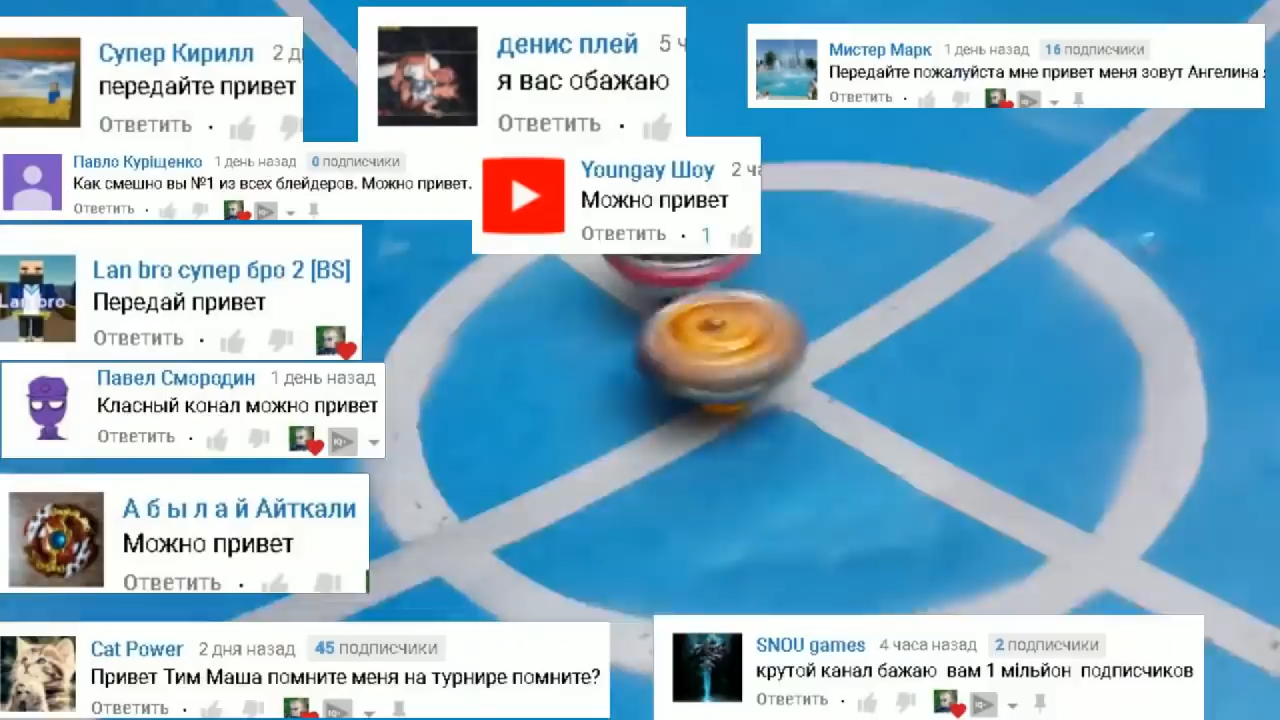 Супер Кирилл 2 д
передайте привет
Ответить
денис плей 5 ч
я вас обажаю
Ответить
Мистер Марк 1 день назад 16 подписчики
Передайте пожалуйста мне привет меня зовут Ангелина
Ответить
Павло Куріщенко 1 день назад 0 подписчики
Как смешно вы №1 из всех блейдеров. Можно привет.
Ответить
Youngay Шоу 2 ча
Можно привет
Ответить 1
Lan bro супер бро 2 [BS]
Lan bro
Передай привет
Ответить
Павел Смородин 1 день назад
Класный конал можно привет
Ответить
А б ы л а й Айткали
Можно привет
Ответить
Cat Power 2 дня назад 45 подписчики
Привет Тим Маша помните меня на турнире помните?
Ответить
SNOU games 4 часа назад 2 подписчики
крутой канал бажаю вам 1 мільйон подписчиков
Ответить